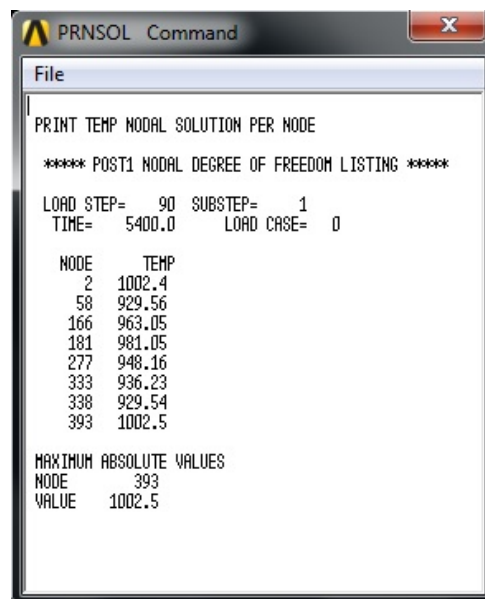 PRNSOL Command
File
PRINT TEMP NODAL SOLUTION PER NODE
***** POST1 NODAL DEGREE OF FREEDOM LISTING *****
LOAD STEP= 90 SUBSTEP= 1
TIME= 5400.0 LOAD CASE= 0
NODE TEMP
2 1002.4
58 929.56
166 963.05
181 981.05
277 948.16
333 936.23
338 929.54
393 1002.5
MAXIMUM ABSOLUTE VALUES
NODE 393
VALUE 1002.5